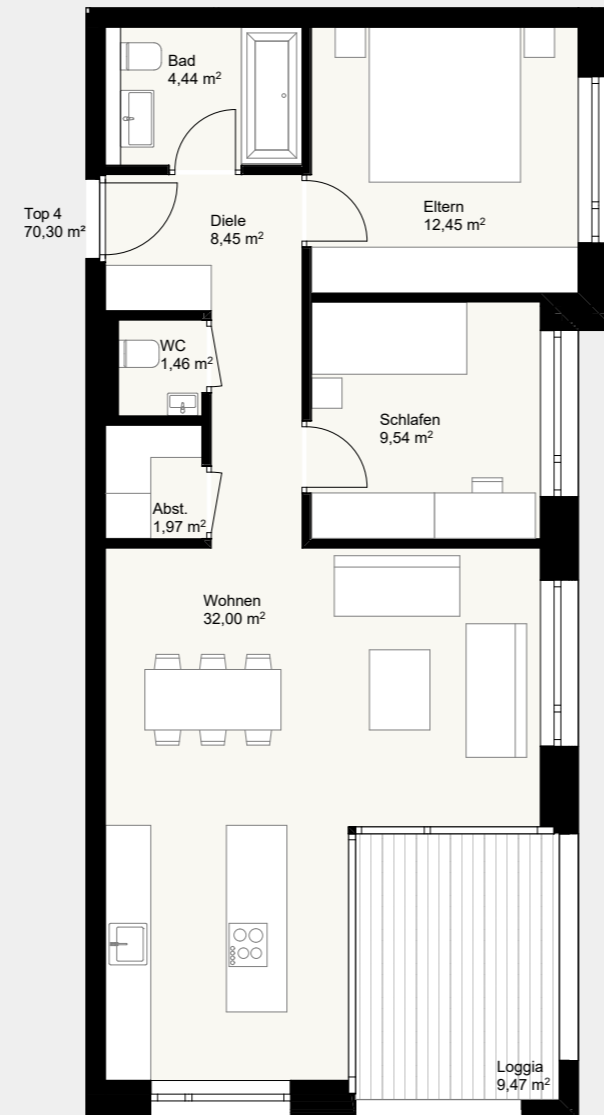 Bad
4,44 m²
Eltern
12,45 m²
Top 4
70,30 m²
Diele
8,45 m²
WC
1,46 m²
Schlafen
9,54 m²
Abst.
1,97 m²
Wohnen
32,00 m²
Loggia
9,47 m²